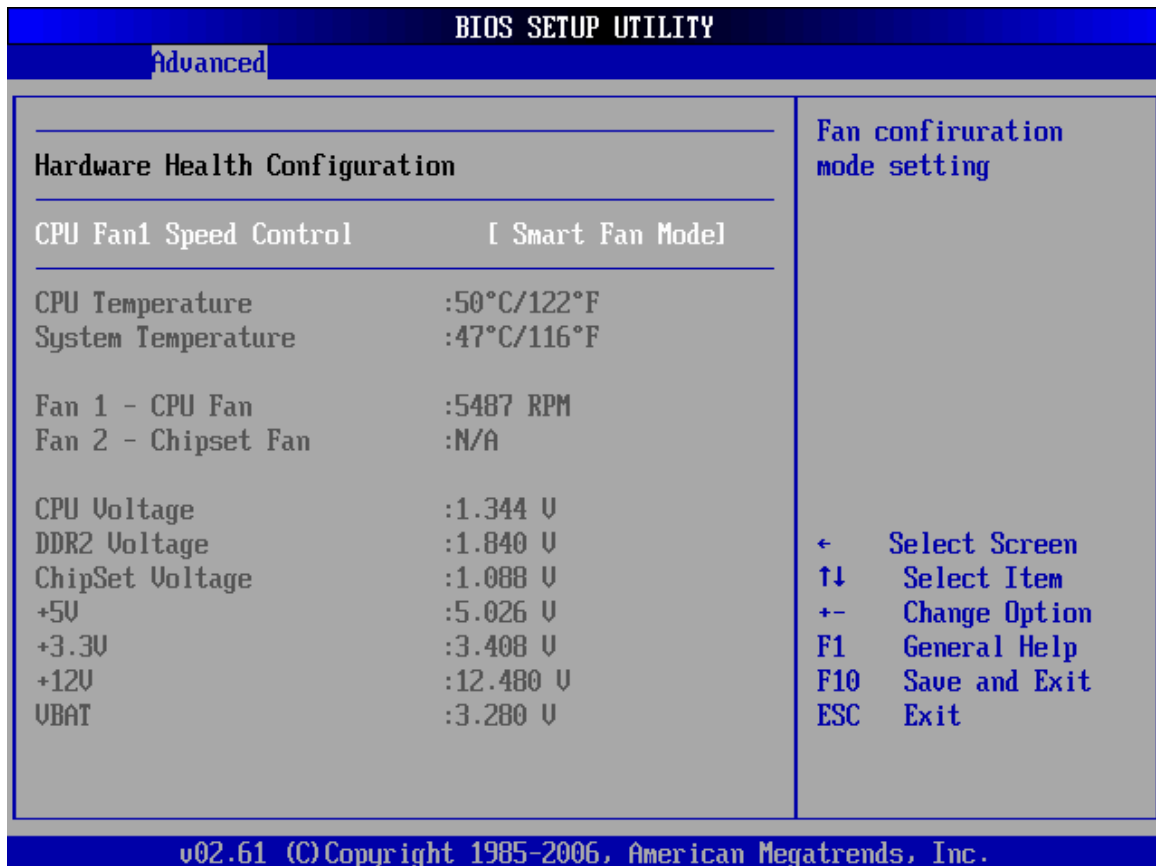 BIOS SETUP UTILITY
Advanced
Hardware Health Configuration
CPU Fan1 Speed Control [ Smart Fan Mode]
CPU Temperature :50°C/122°F
System Temperature :47°C/116°F
Fan 1 - CPU Fan :5487 RPM
Fan 2 - Chipset Fan :N/A
CPU Voltage :1.344 V
DDR2 Voltage :1.840 V
ChipSet Voltage :1.088 V
+5V :5.026 V
+3.3V :3.408 V
+12V :12.480 V
VBAT :3.280 V
Fan confiruration
mode setting
← Select Screen
↑↓ Select Item
+- Change Option
F1 General Help
F10 Save and Exit
ESC Exit
v02.61 (C)Copyright 1985-2006, American Megatrends, Inc.